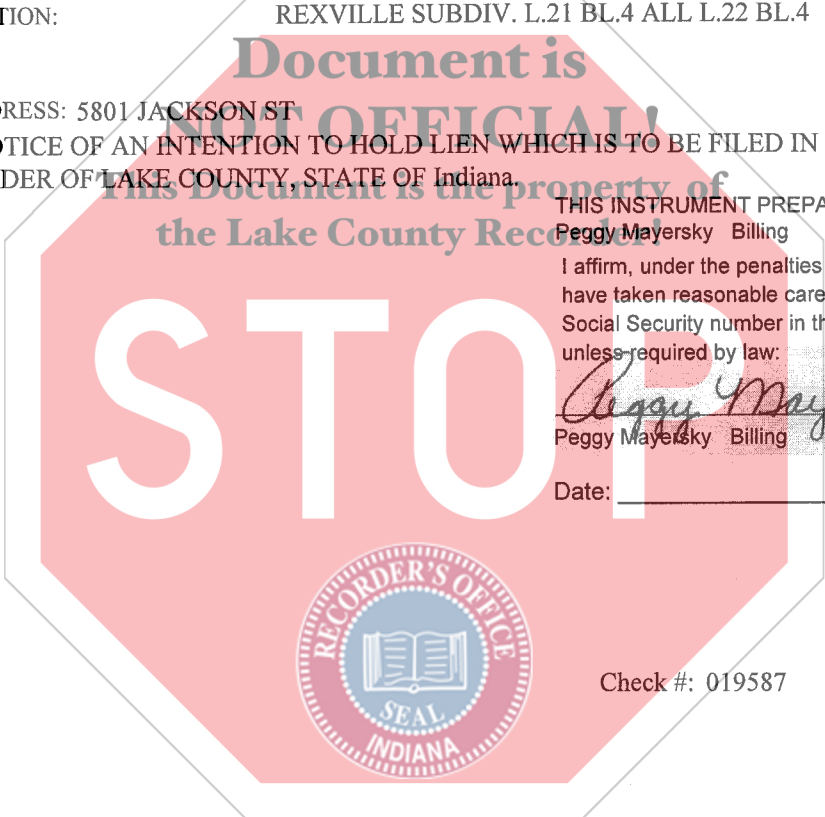 TION: REXVILLE SUBDIV. L.21 BL.4 ALL L.22 BL.4
Document is
RESS: 5801 JACKSON ST
NOT OFFICIAL!
OTICE OF AN INTENTION TO HOLD LIEN WHICH IS TO BE FILED IN
DER OF LAKE COUNTY, STATE OF Indiana.
This Document is the property of
the Lake County Recorder!
THIS INSTRUMENT PREPA
Peggy Mayersky Billing
I affirm, under the penalties
have taken reasonable care
Social Security number in th
unless required by law:
Peggy May
Peggy Mayersky Billing
Date:
STOP
RECORDER'S OFFICE
SEAL
INDIANA
Check #: 019587